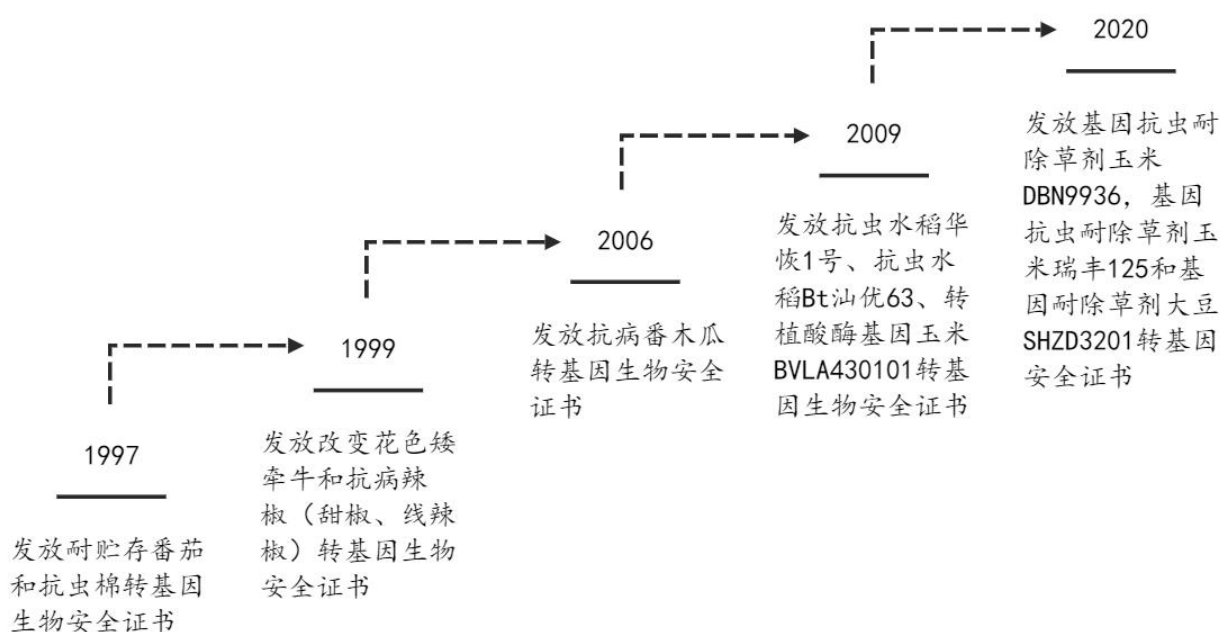 1997
发放耐贮存番茄
和抗虫棉转基因
生物安全证书
1999
发放改变花色矮
牵牛和抗病辣
椒（甜椒、线辣
椒）转基因生物
安全证书
2006
发放抗病番木瓜
转基因生物安全
证书
2009
发放抗虫水稻华
恢1号、抗虫水
稻Bt汕优63、转
植酸酶基因玉米
BVLA430101转基
因生物安全证书
2020
发放基因抗虫耐
除草剂玉米
DBN9936，基因
抗虫耐除草剂玉
米瑞丰125和基
因耐除草剂大豆
SHZD3201转基因
安全证书